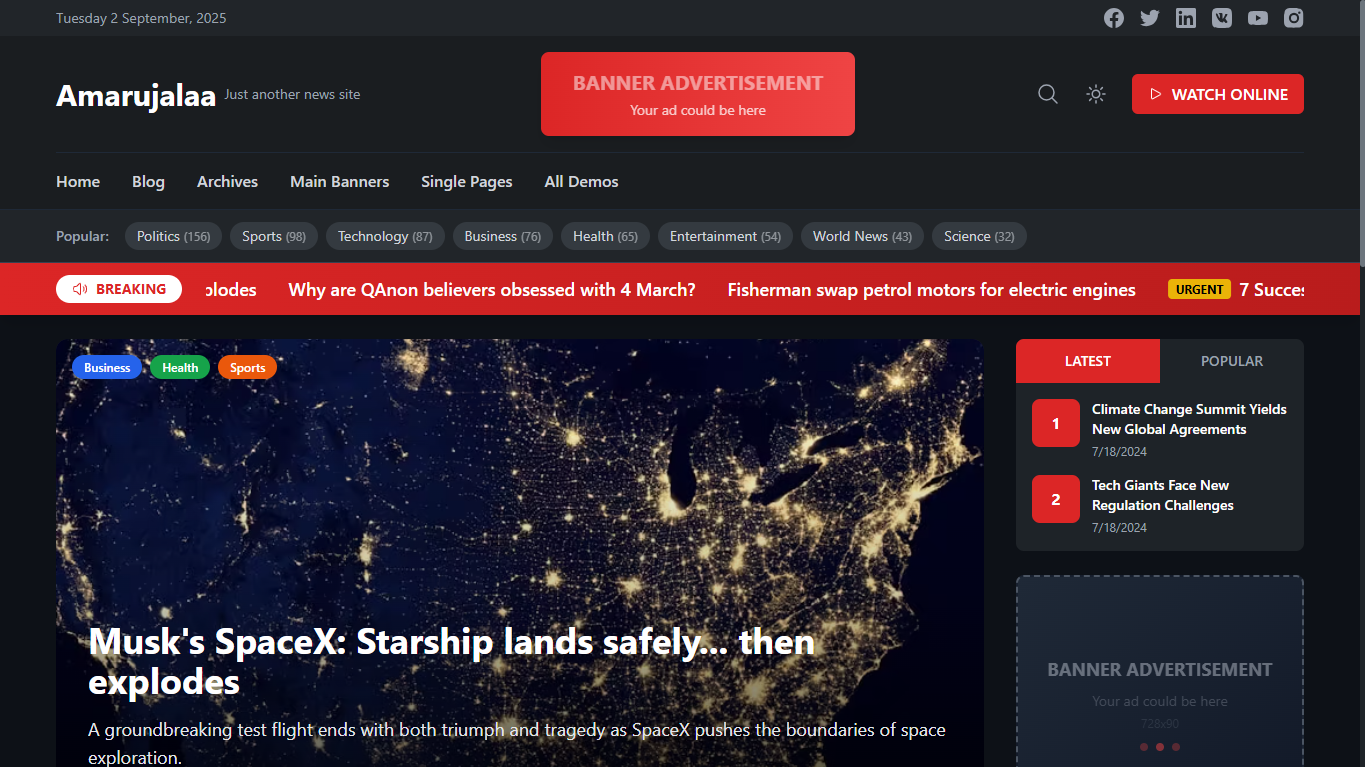 Tuesday 2 September, 2025
Amarujalaa Just another news site
BANNER ADVERTISEMENT
Your ad could be here
WATCH ONLINE
Home Blog Archives Main Banners Single Pages All Demos
Popular: Politics (156) Sports (98) Technology (87) Business (76) Health (65) Entertainment (54) World News (43) Science (32)
BREAKING plodes Why are QAnon believers obsessed with 4 March? Fisherman swap petrol motors for electric engines URGENT 7 Succes
Business Health Sports
Musk's SpaceX: Starship lands safely... then
explodes
A groundbreaking test flight ends with both triumph and tragedy as SpaceX pushes the boundaries of space
exploration.
LATEST POPULAR
1 Climate Change Summit Yields
New Global Agreements
7/18/2024
2 Tech Giants Face New
Regulation Challenges
7/18/2024
BANNER ADVERTISEMENT
Your ad could be here
728x90